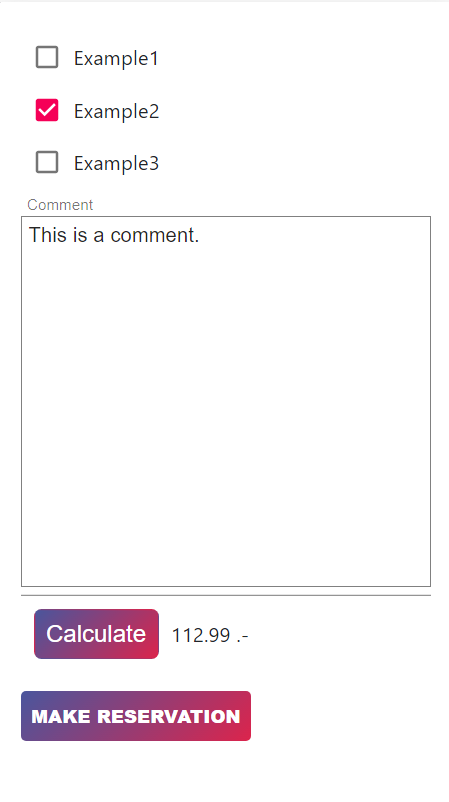 Example1
Example2
Example3
Comment
This is a comment.
Calculate 112.99 .-
MAKE RESERVATION